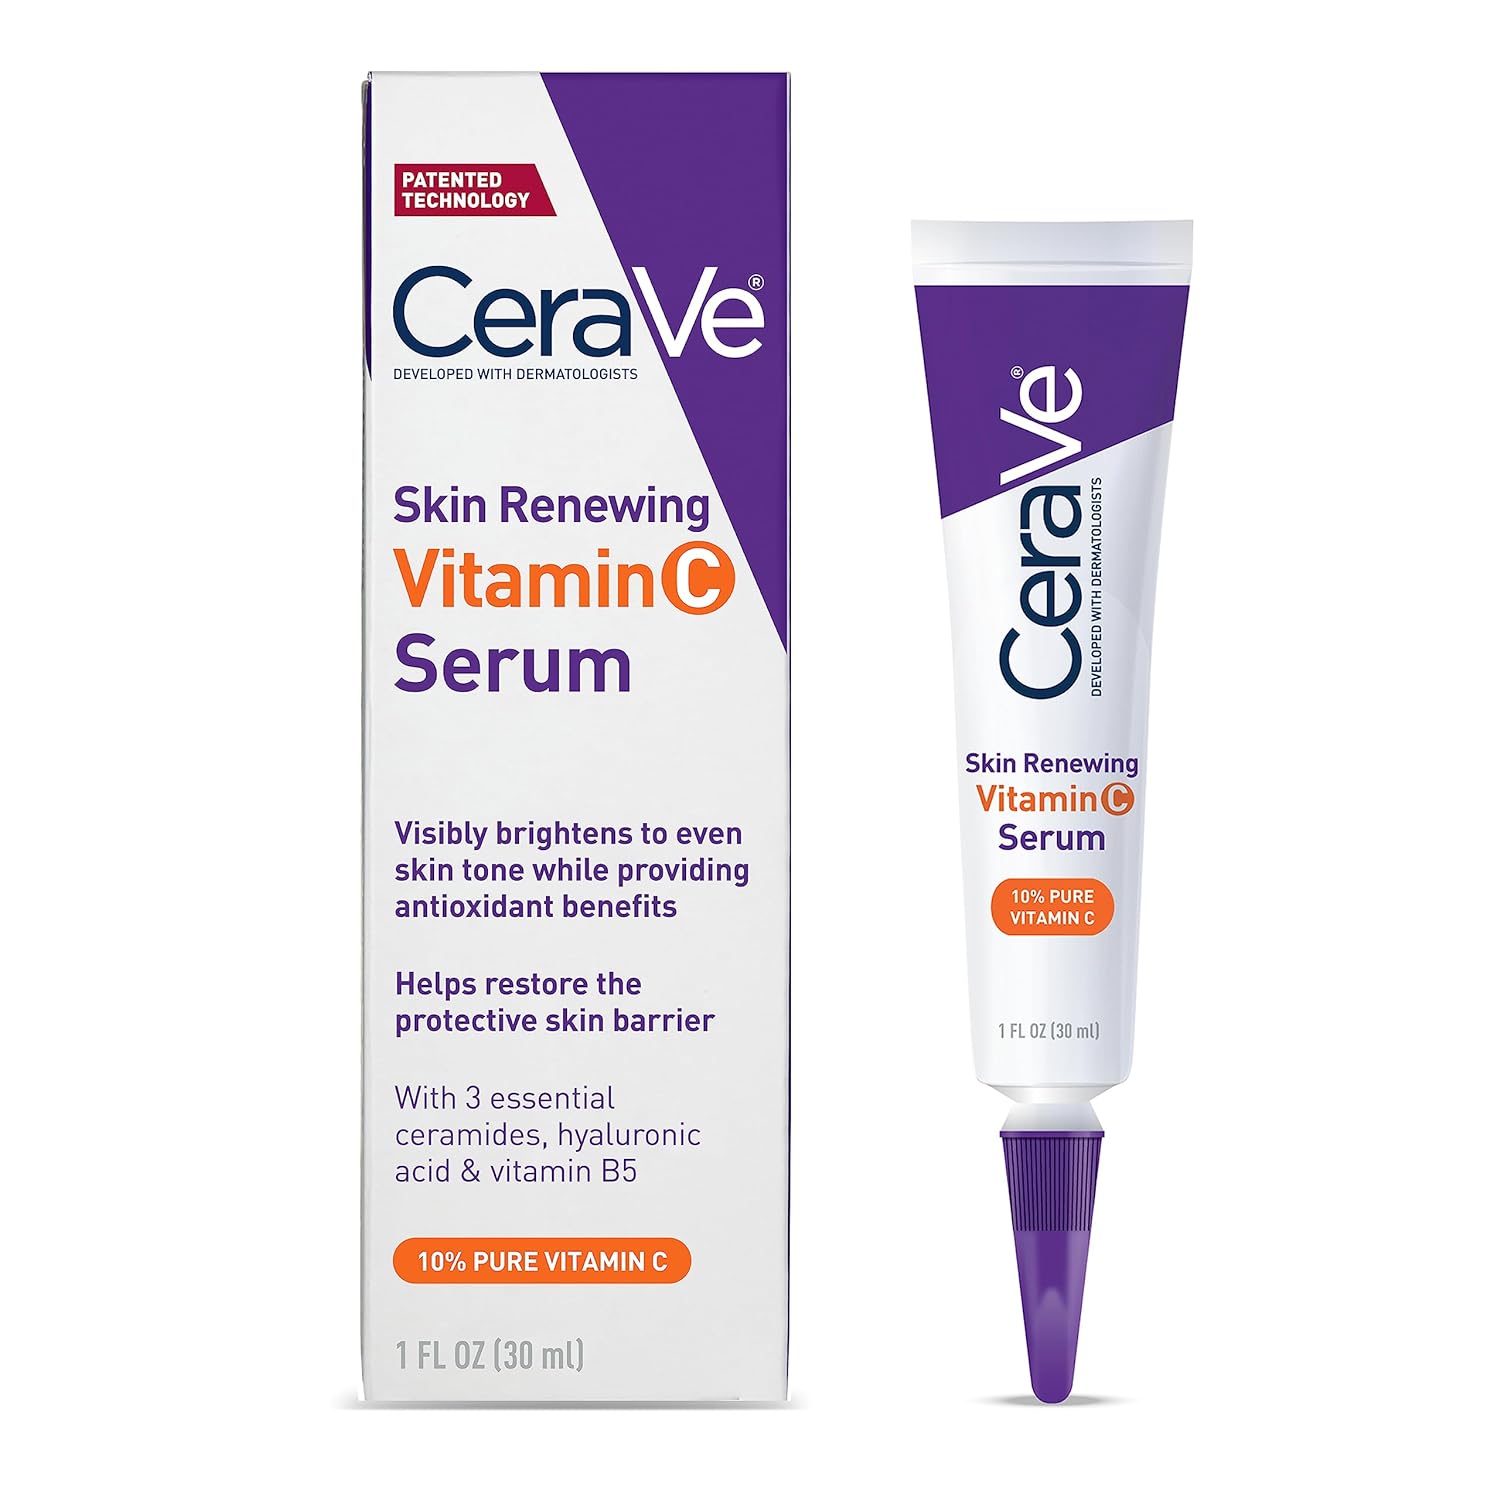 PATENTED
TECHNOLOGY
CeraVe®
DEVELOPED WITH DERMATOLOGISTS
Skin Renewing
Vitamin C
Serum
Visibly brightens to even
skin tone while providing
antioxidant benefits
Helps restore the
protective skin barrier
With 3 essential
ceramides, hyaluronic
acid & vitamin B5
10% PURE VITAMIN C
1 FL OZ (30 ml)
CeraVe®
DEVELOPED WITH DERMATOLOGISTS
Skin Renewing
Vitamin C
Serum
10% PURE
VITAMIN C
1 FL OZ (30 ml)